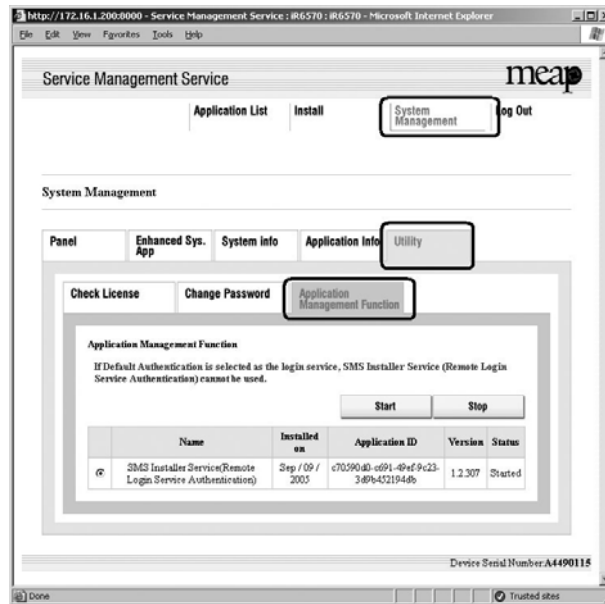 http://172.16.1.200:8000 - Service Management Service : iR6570 : iR6570 - Microsoft Internet Explorer
File Edit View Favorites Tools Help
Service Management Service
meap
Application List Install System Management Log Out
System Management
Panel Enhanced Sys. App System info Application Info Utility
Check License Change Password Application Management Function
Application Management Function
If Default Authentication is selected as the login service, SMS Installer Service (Remote Login
Service Authentication) cannot be used.
Start Stop
Name Installed on Application ID Version Status
SMS Installer Service(Remote Login Service Authentication) Sep / 09 / 2005 c70590d0-c691-49ef-9c23-3d9b452194db 1.2.307 Started
Device Serial Number:A4490115
Done Trusted sites